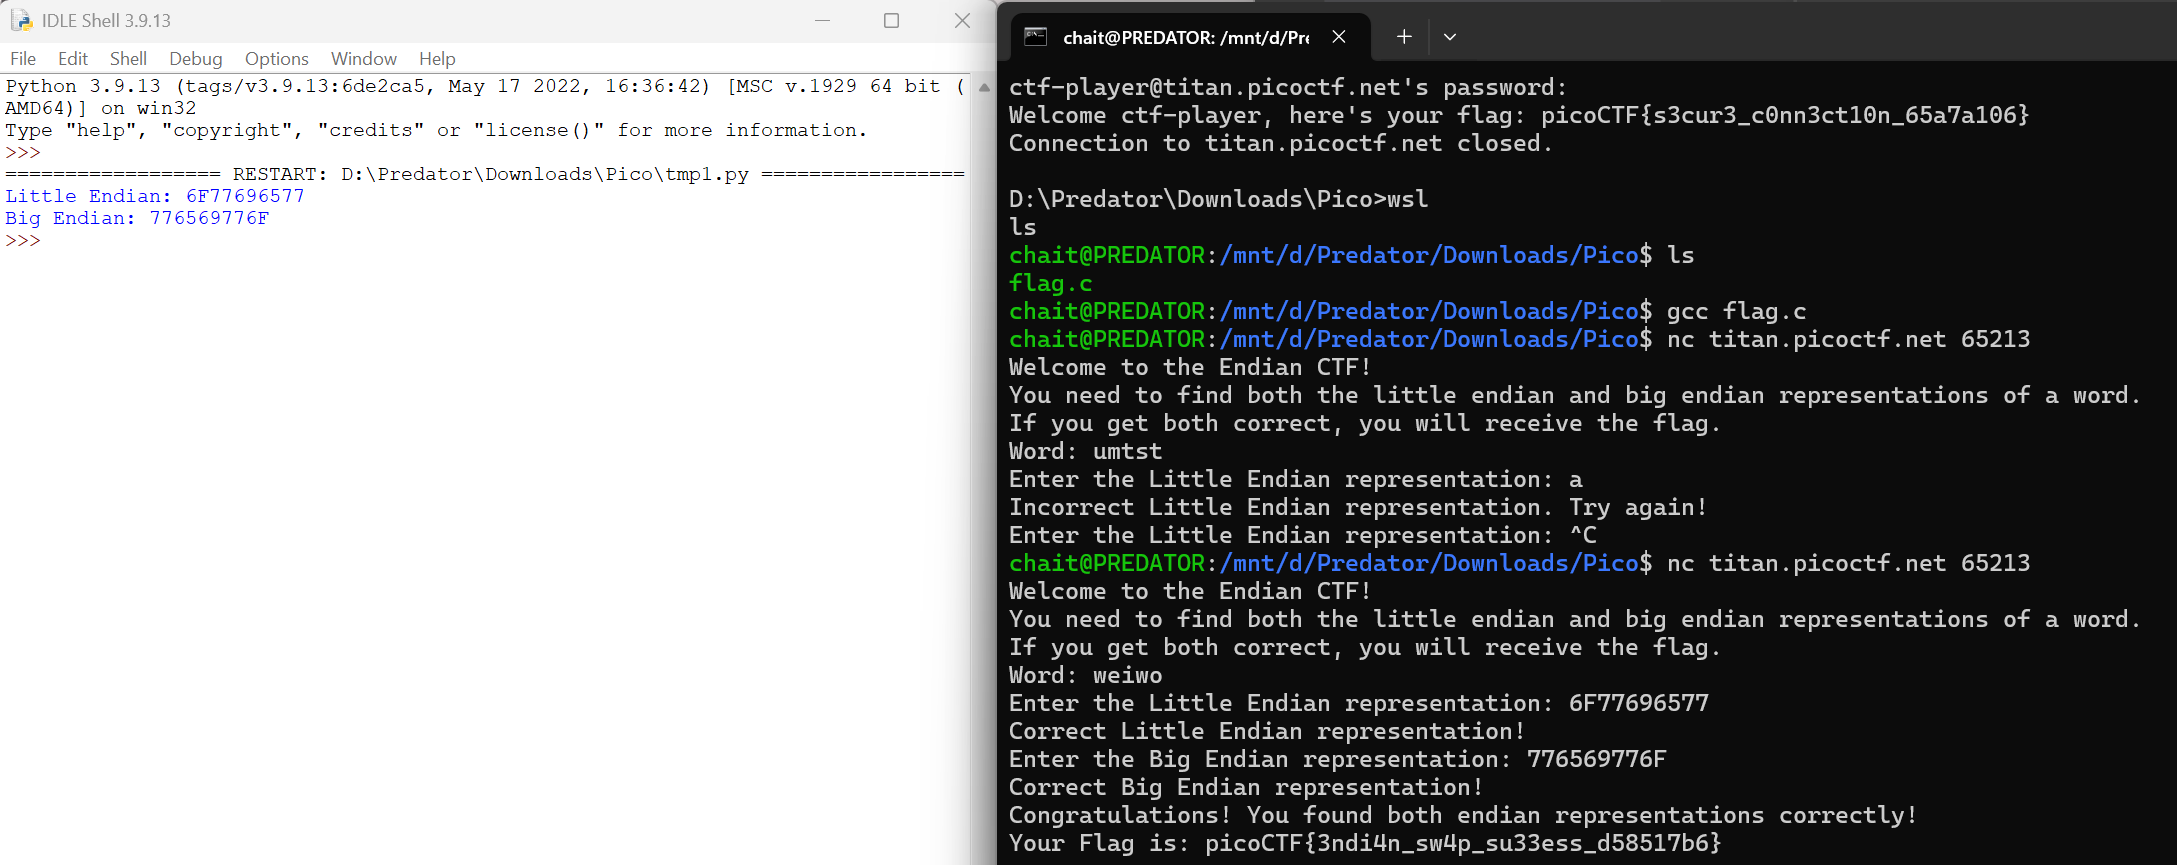 IDLE Shell 3.9.13
File Edit Shell Debug Options Window Help
Python 3.9.13 (tags/v3.9.13:6de2ca5, May 17 2022, 16:36:42) [MSC v.1929 64 bit (
AMD64)] on win32
Type "help", "copyright", "credits" or "license()" for more information.
>>>
================== RESTART: D:\Predator\Downloads\Pico\tmp1.py =================
Little Endian: 6F77696577
Big Endian: 776569776F
>>>
chait@PREDATOR: /mnt/d/Pre
ctf-player@titan.picoctf.net's password:
Welcome ctf-player, here's your flag: picoCTF{s3cur3_c0nn3ct10n_65a7a106}
Connection to titan.picoctf.net closed.
D:\Predator\Downloads\Pico>wsl
ls
chait@PREDATOR:/mnt/d/Predator/Downloads/Pico$ ls
flag.c
chait@PREDATOR:/mnt/d/Predator/Downloads/Pico$ gcc flag.c
chait@PREDATOR:/mnt/d/Predator/Downloads/Pico$ nc titan.picoctf.net 65213
Welcome to the Endian CTF!
You need to find both the little endian and big endian representations of a word.
If you get both correct, you will receive the flag.
Word: umtst
Enter the Little Endian representation: a
Incorrect Little Endian representation. Try again!
Enter the Little Endian representation: ^C
chait@PREDATOR:/mnt/d/Predator/Downloads/Pico$ nc titan.picoctf.net 65213
Welcome to the Endian CTF!
You need to find both the little endian and big endian representations of a word.
If you get both correct, you will receive the flag.
Word: weiwo
Enter the Little Endian representation: 6F77696577
Correct Little Endian representation!
Enter the Big Endian representation: 776569776F
Correct Big Endian representation!
Congratulations! You found both endian representations correctly!
Your Flag is: picoCTF{3ndi4n_sw4p_su33ess_d58517b6}